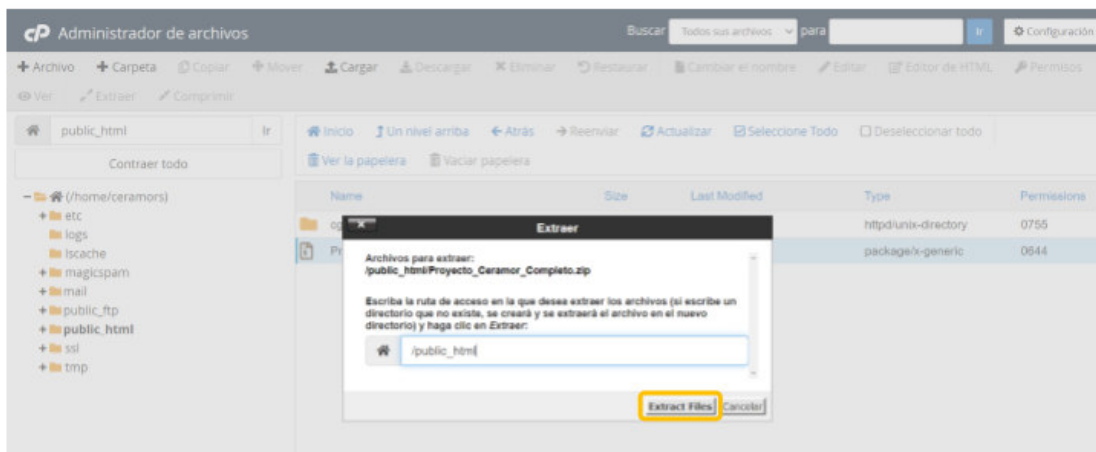 cP Administrador de archivos
Buscar Todos sus archivos para Ir Configuración
Archivo Carpeta Copiar Mover Cargar Descargar Eliminar Restaurar Cambiar el nombre Editar Editor de HTML Permisos
Ver Extraer Comprimir
public_html Ir
Inicio Un nivel arriba Atrás Reenviar Actualizar Seleccione Todo Deseleccionar todo
Contraer todo
Ver la papelera Vaciar papelera
(/home/ceramors)
etc
logs
lscache
magicspam
mail
public_ftp
public_html
ssl
tmp
Name Size Last Modified Type Permissions
httpd/unix-directory 0755
package/x-generic 0644
Extraer
Archivos para extraer:
/public_html/Proyecto_Ceramor_Completo.zip
Escriba la ruta de acceso en la que desea extraer los archivos (si escribe un
directorio que no existe, se creará y se extraerá el archivo en el nuevo
directorio) y haga clic en Extraer:
/public_html
Extract Files Cancelar